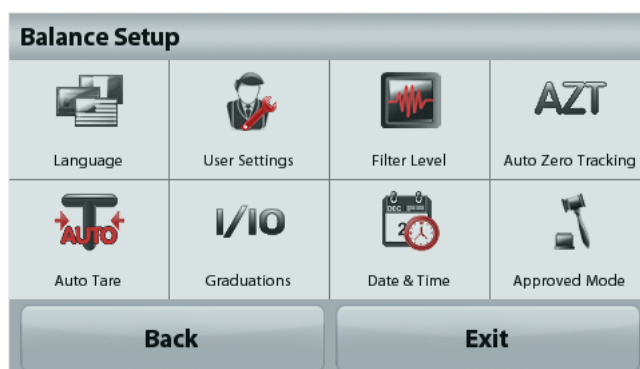 Balance Setup
AZT
Language
User Settings
Filter Level
Auto Zero Tracking
AUTO
I/IO
DEC
2
Auto Tare
Graduations
Date & Time
Approved Mode
Back
Exit